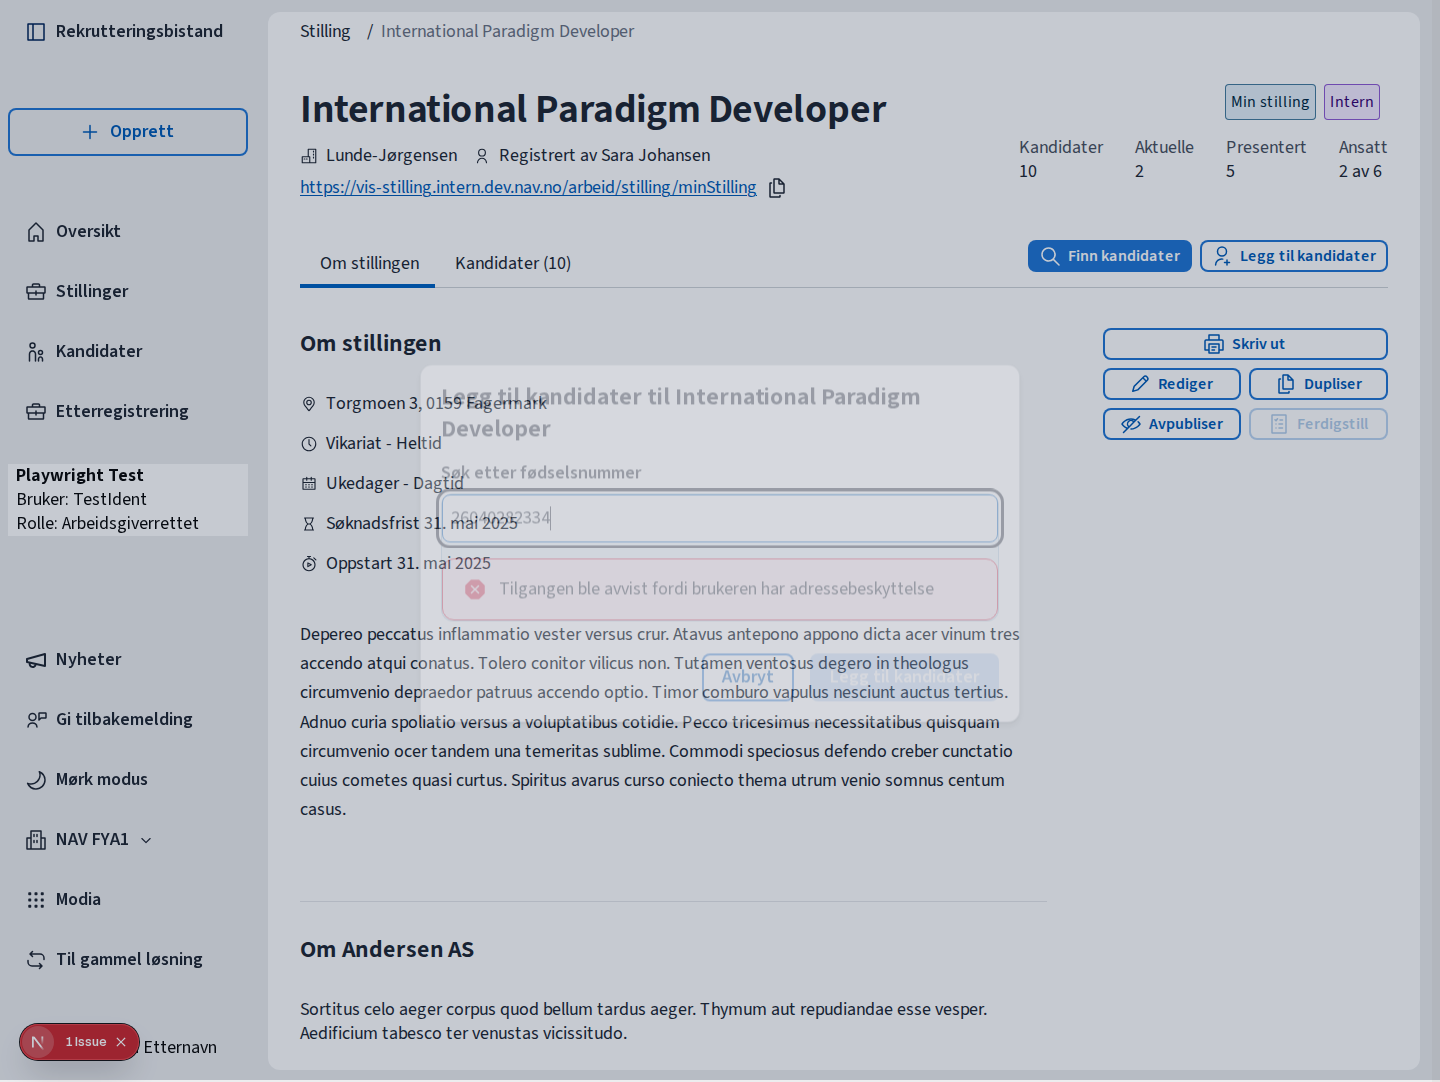 Rekrutteringsbistand
Opprett
Oversikt
Stillinger
Kandidater
Etterregistrering
Playwright Test
Bruker: TestIdent
Rolle: Arbeidsgiverrettet
Nyheter
Gi tilbakemelding
Mørk modus
NAV FYA1
Modia
Til gammel løsning
1 Issue
Etternavn
Stilling / International Paradigm Developer
International Paradigm Developer
Min stilling Intern
Lunde-Jørgensen Registrert av Sara Johansen
https://vis-stilling.intern.dev.nav.no/arbeid/stilling/minStilling
Kandidater Aktuelle Presentert Ansatt
10 2 5 2 av 6
Om stillingen Kandidater (10)
Finn kandidater Legg til kandidater
Om stillingen
Skriv ut
Rediger Dupliser
Avpubliser Ferdigstill
Torgmoen 3, 0159 Fagermark
Vikariat - Heltid
Ukedager - Dagtid
Søknadsfrist 31. mai 2025
Oppstart 31. mai 2025
Legg til kandidater til International Paradigm
Developer
Søk etter fødselsnummer
26040282334
Tilgangen ble avvist fordi brukeren har adressebeskyttelse
Avbryt Legg til kandidater
Depereo peccatus inflammatio vester versus crur. Atavus antepono appono dicta acer vinum tres
accendo atqui conatus. Tolero conitor vilicus non. Tutamen ventosus degero in theologus
circumvenio depraedor patruus accendo optio. Timor comburo vapulus nesciunt auctus tertius.
Adnuo curia spoliatio versus a voluptatibus cotidie. Pecco tricesimus necessitatibus quisquam
circumvenio ocer tandem una temeritas sublime. Commodi speciosus defendo creber cunctatio
cuius cometes quasi curtus. Spiritus avarus curso coniecto thema utrum venio somnus centum
casus.
Om Andersen AS
Sortitus celo aeger corpus quod bellum tardus aeger. Thymum aut repudiandae esse vesper.
Aedificium tabesco ter venustas vicissitudo.